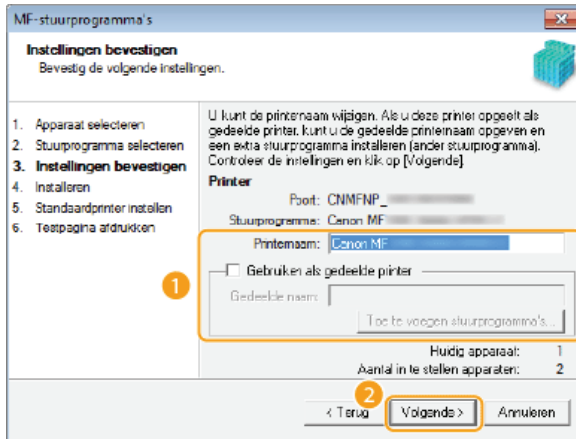 MF-stuurprogramma's
Instellingen bevestigen
Bevestig de volgende instellingen.
1. Apparaat selecteren
2. Stuurprogramma selecteren
3. Instellingen bevestigen
4. Installeren
5. Standaardprinter instellen
6. Testpagina afdrukken
U kunt de printernaam wijzigen. Als u deze printer opgeeft als
gedeelde printer, kunt u de gedeelde printernaam opgeven en
een extra stuurprogramma installeren (ander stuurprogramma).
Controleer de instellingen en klik op [Volgende]
Printer
Poort: CNMFNP_
Stuurprogramma: Canon MF
Printernaam: Canon MF
1
Gebruiken als gedeelde printer
Gedeelde naam:
Toe te voegen stuurprogramma's...
Huidig apparaat: 1
Aantal in te stellen apparaten: 2
2
< Terug
Volgende >
Annuleren